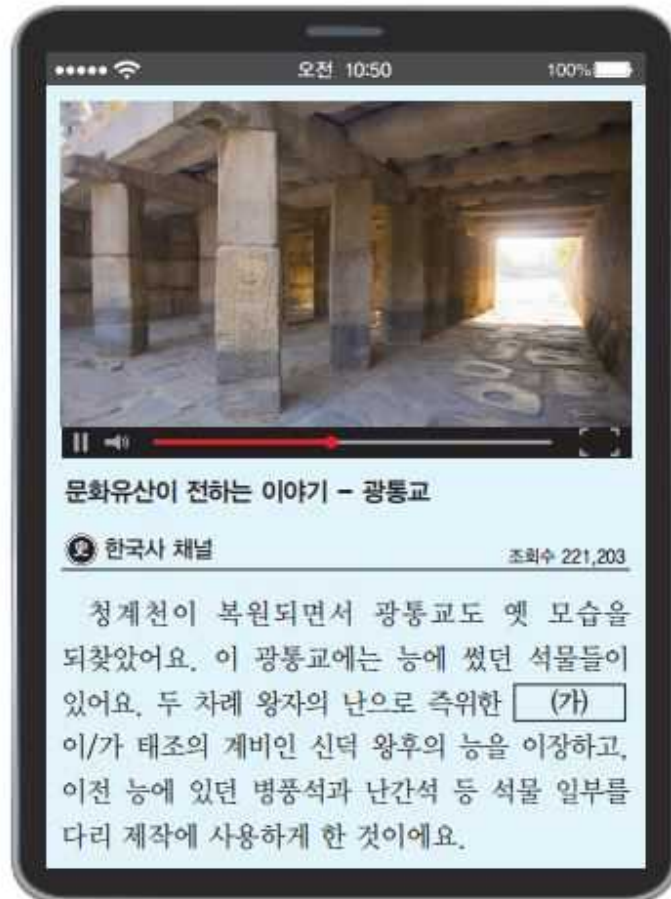 오전 10:50 100%
문화유산이 전하는 이야기 - 광통교
史 한국사 채널 조회수 221,203
청계천이 복원되면서 광통교도 옛 모습을
되찾았어요. 이 광통교에는 능에 썼던 석물들이
있어요. 두 차례 왕자의 난으로 즉위한 (가)
이/가 태조의 계비인 신덕 왕후의 능을 이장하고,
이전 능에 있던 병풍석과 난간석 등 석물 일부를
다리 제작에 사용하게 한 것이에요.